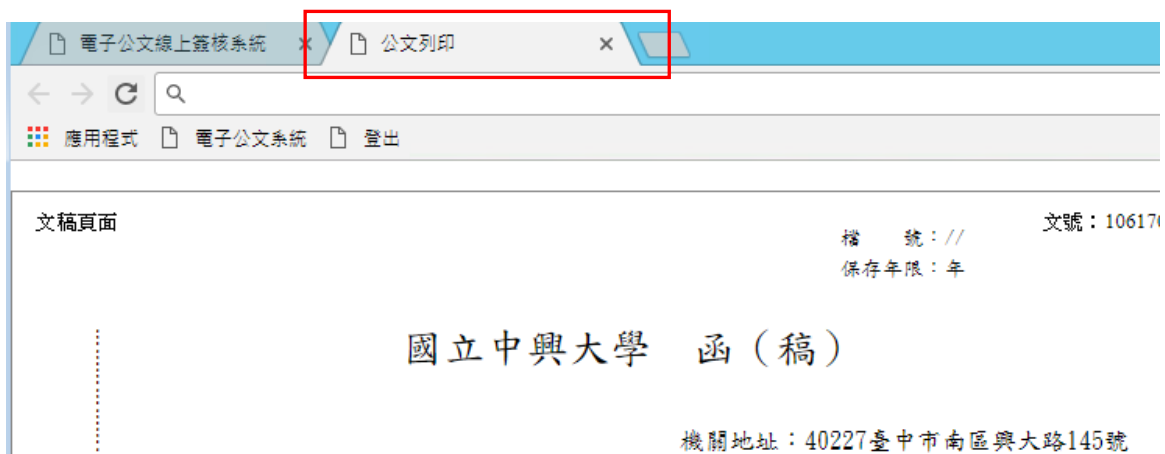 電子公文線上簽核系統 公文列印
應用程式 電子公文系統 登出
文稿頁面 文號：106170
檔　　號：//
保存年限：年
國立中興大學　函（稿）
機關地址：40227臺中市南區興大路145號